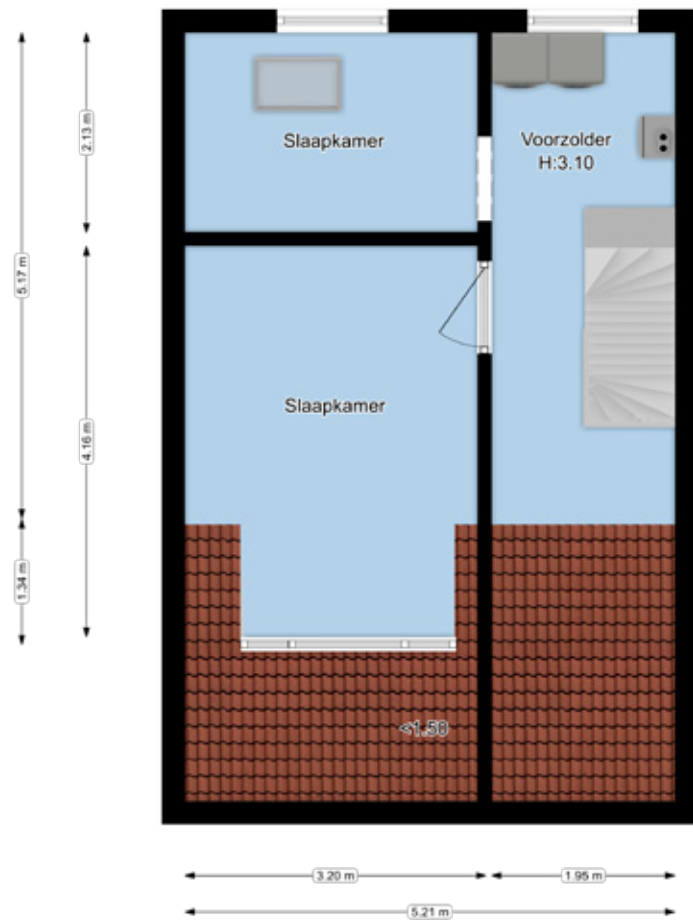 Slaapkamer
Voorzolder
H:3.10
Slaapkamer
<1.50
2.13 m
5.17 m
4.16 m
1.34 m
3.20 m
1.95 m
5.21 m